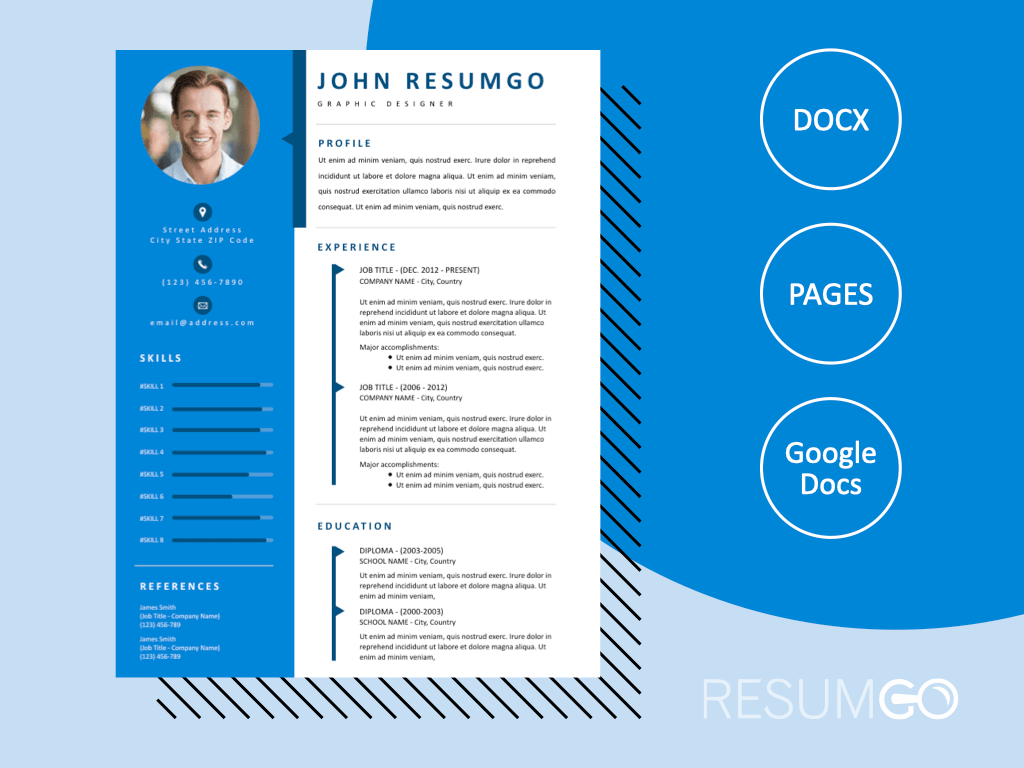 Street Address
City State ZIP Code
(123) 456-7890
email@address.com
SKILLS
#SKILL 1
#SKILL 2
#SKILL 3
#SKILL 4
#SKILL 5
#SKILL 6
#SKILL 7
#SKILL 8
REFERENCES
James Smith
(Job Title - Company Name)
(123) 456-789
James Smith
(Job Title - Company Name)
(123) 456-789
JOHN RESUMGO
GRAPHIC DESIGNER
PROFILE
Ut enim ad minim veniam, quis nostrud exerc. Irure dolor in reprehend
incididunt ut labore et dolore magna aliqua. Ut enim ad minim veniam,
quis nostrud exercitation ullamco laboris nisi ut aliquip ex ea commodo
consequat. Ut enim ad minim veniam, quis nostrud exerc.
EXPERIENCE
JOB TITLE - (DEC. 2012 - PRESENT)
COMPANY NAME - City, Country
Ut enim ad minim veniam, quis nostrud exerc. Irure dolor in
reprehend incididunt ut labore et dolore magna aliqua. Ut
enim ad minim veniam, quis nostrud exercitation ullamco
laboris nisi ut aliquip ex ea commodo consequat.
Major accomplishments:
● Ut enim ad minim veniam, quis nostrud exerc.
● Ut enim ad minim veniam, quis nostrud exerc.
JOB TITLE - (2006 - 2012)
COMPANY NAME - City, Country
Ut enim ad minim veniam, quis nostrud exerc. Irure dolor in
reprehend incididunt ut labore et dolore magna aliqua. Ut
enim ad minim veniam, quis nostrud exercitation ullamco
laboris nisi ut aliquip ex ea commodo consequat.
Major accomplishments:
● Ut enim ad minim veniam, quis nostrud exerc.
● Ut enim ad minim veniam, quis nostrud exerc.
EDUCATION
DIPLOMA - (2003-2005)
SCHOOL NAME - City, Country
Ut enim ad minim veniam, quis nostrud exerc. Irure dolor in
reprehend incididunt ut labore et dolore magna aliqua. Ut
enim ad minim veniam,
DIPLOMA - (2000-2003)
SCHOOL NAME - City, Country
Ut enim ad minim veniam, quis nostrud exerc. Irure dolor in
reprehend incididunt ut labore et dolore magna aliqua. Ut
enim ad minim veniam,
DOCX
PAGES
Google
Docs
RESUMGO